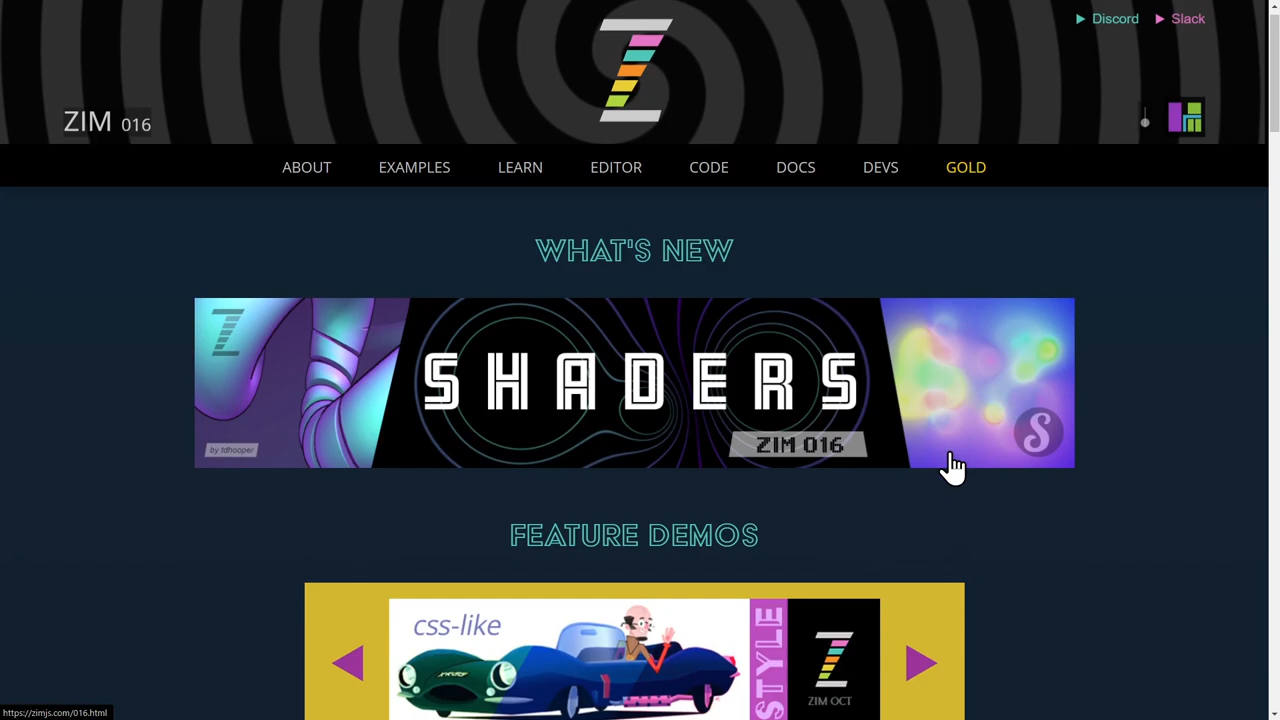 Discord Slack
ZIM 016
ABOUT EXAMPLES LEARN EDITOR CODE DOCS DEVS GOLD
WHAT'S NEW
SHADERS
ZIM 016
by tdhooper
S
FEATURE DEMOS
css-like
STYLE
ZIM OCT
https://zimjs.com/016.html